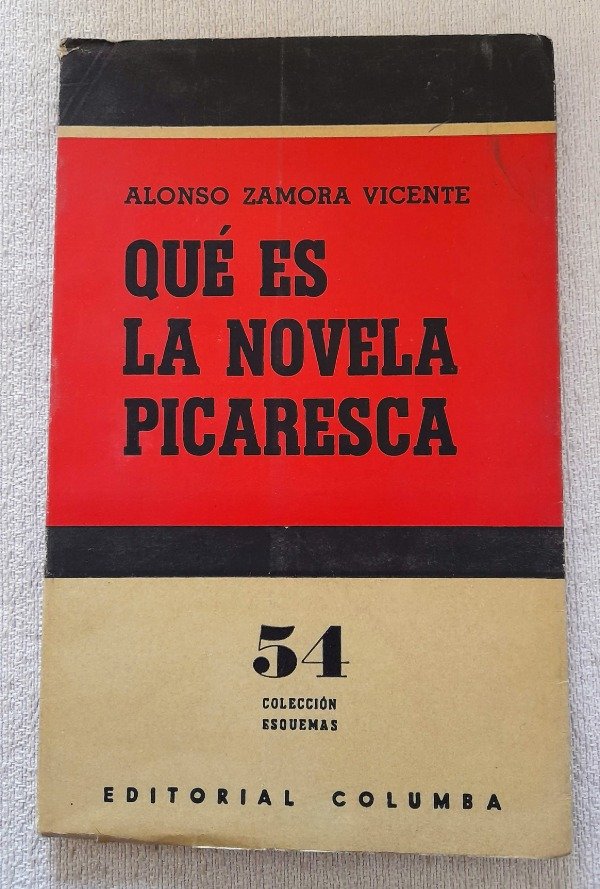 ALONSO ZAMORA VICENTE
QUÉ ES
LA NOVELA
PICARESCA
54
COLECCIÓN
ESQUEMAS
EDITORIAL COLUMBA